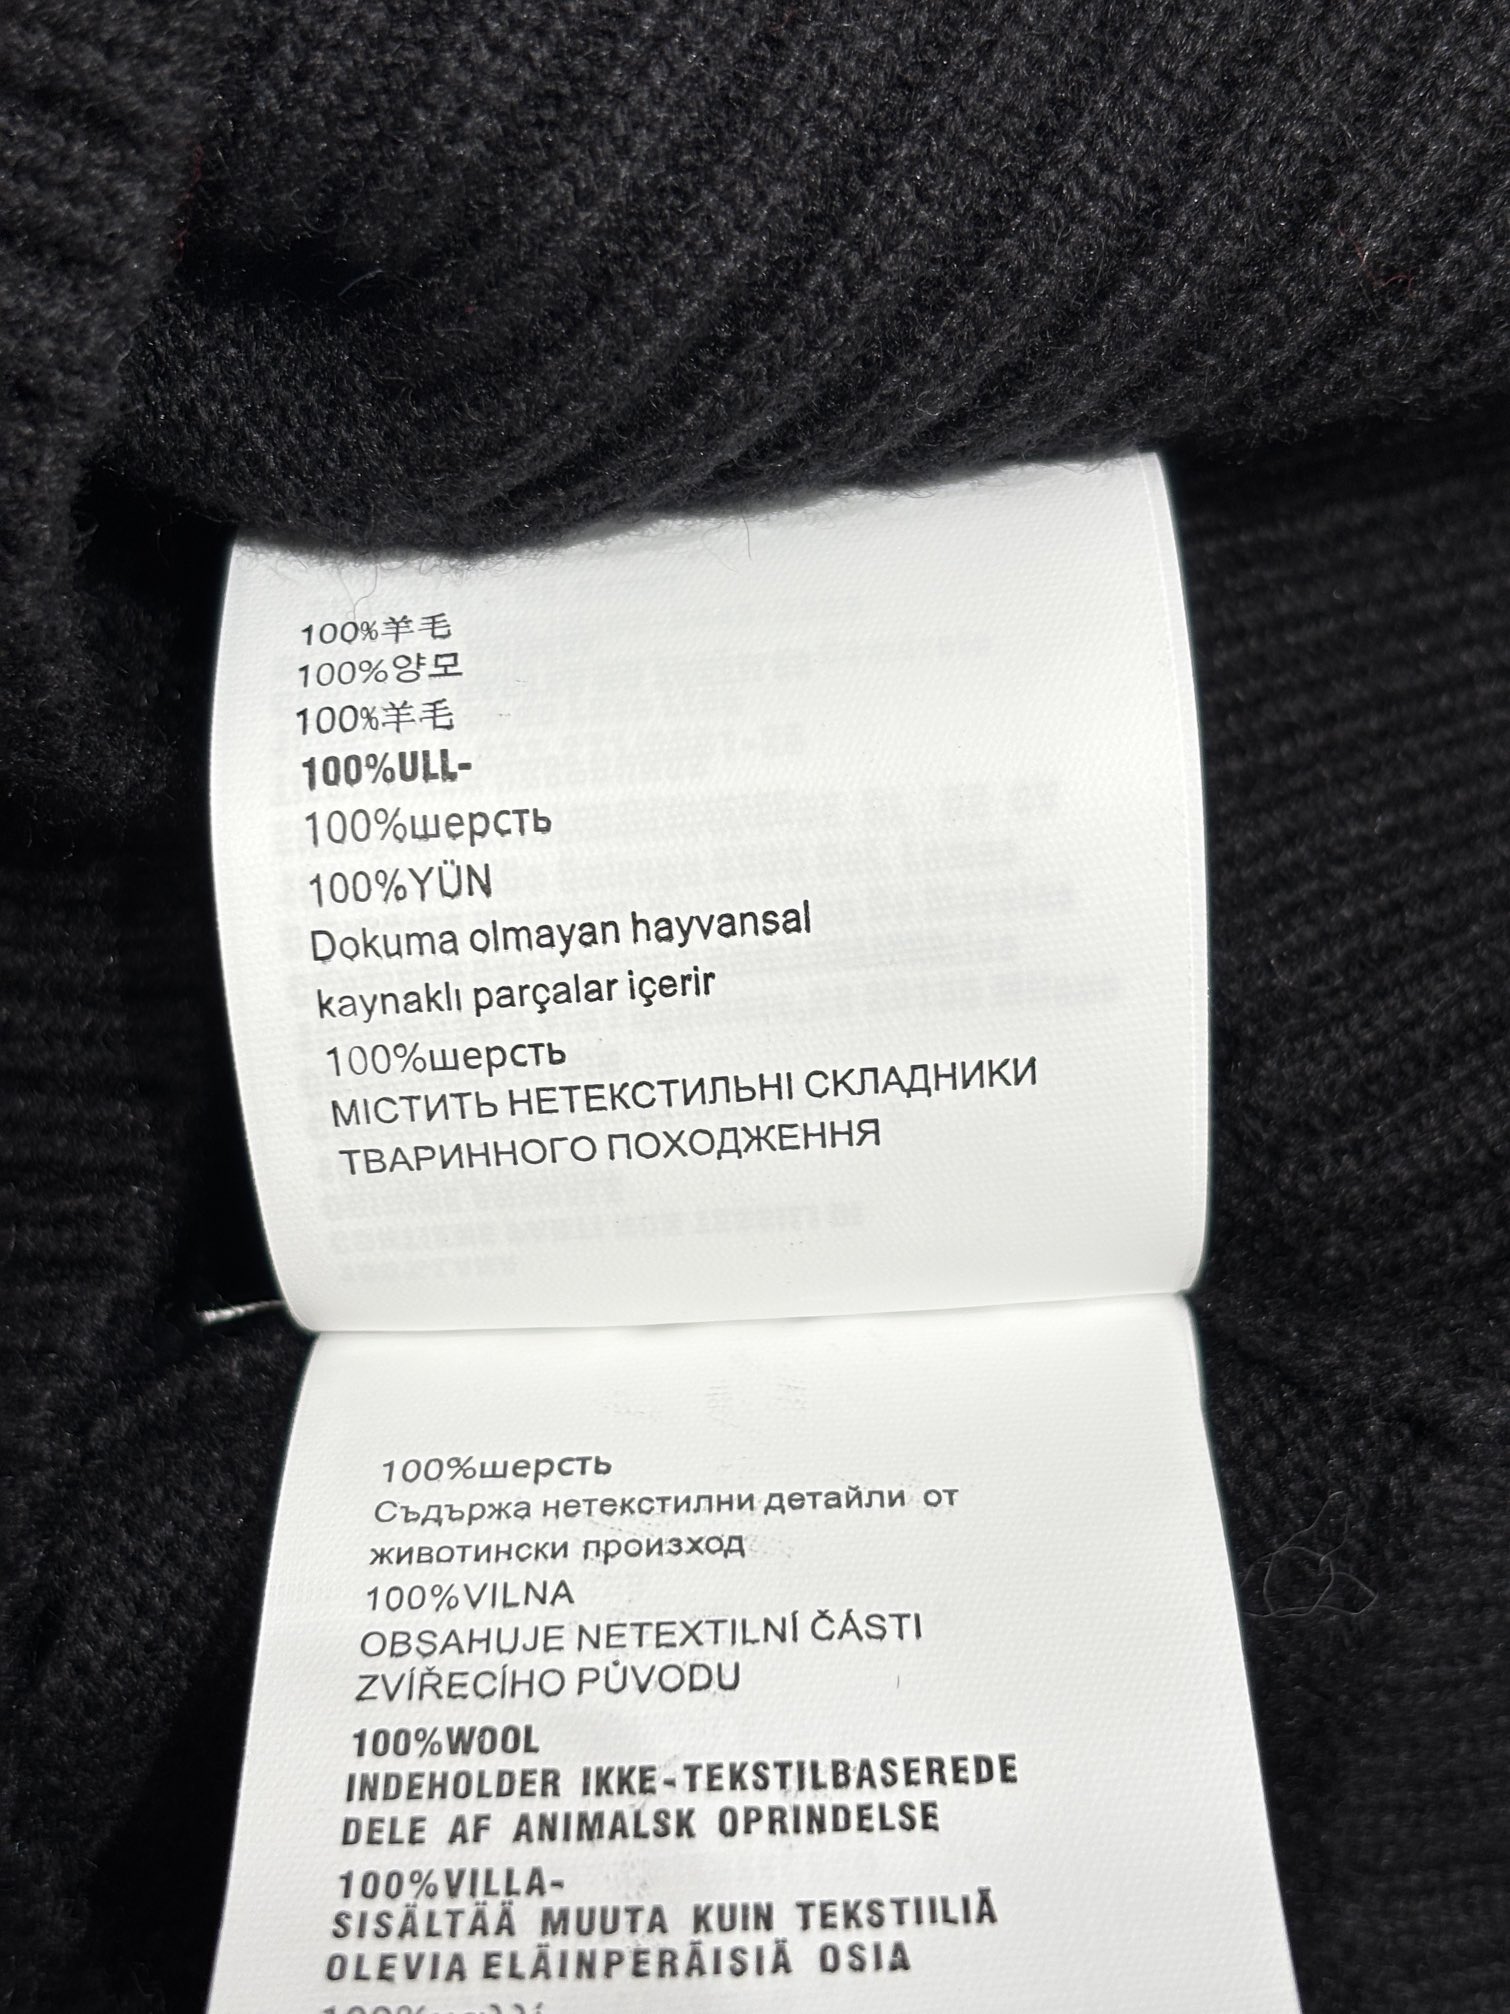 100%羊毛
100%양모
100%羊毛
100%ULL-
100%шерсть
100%YÜN
Dokuma olmayan hayvansal
kaynaklı parçalar içerir
100%шерсть
МІСТИТЬ НЕТЕКСТИЛЬНІ СКЛАДНИКИ
ТВАРИННОГО ПОХОДЖЕННЯ
100%шерсть
Съдържа нетекстилни детайли от
животински произход
100%VILNA
OBSAHUJE NETEXTILNÍ ČÁSTI
ZVÍŘECÍHO PŮVODU
100%WOOL
INDEHOLDER IKKE-TEKSTILBASEREDE
DELE AF ANIMALSK OPRINDELSE
100%VILLA-
SISÄLTÄÄ MUUTA KUIN TEKSTIILIÄ
OLEVIA ELÄINPERÄISIÄ OSIA